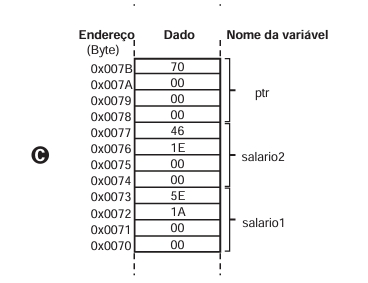 Endereço Dado Nome da variável
(Byte)
0x007B 70
0x007A 00
ptr
0x0079 00
0x0078 00
0x0077 46
0x0076 1E
C salario2
0x0075 00
0x0074 00
0x0073 5E
0x0072 1A
salario1
0x0071 00
0x0070 00